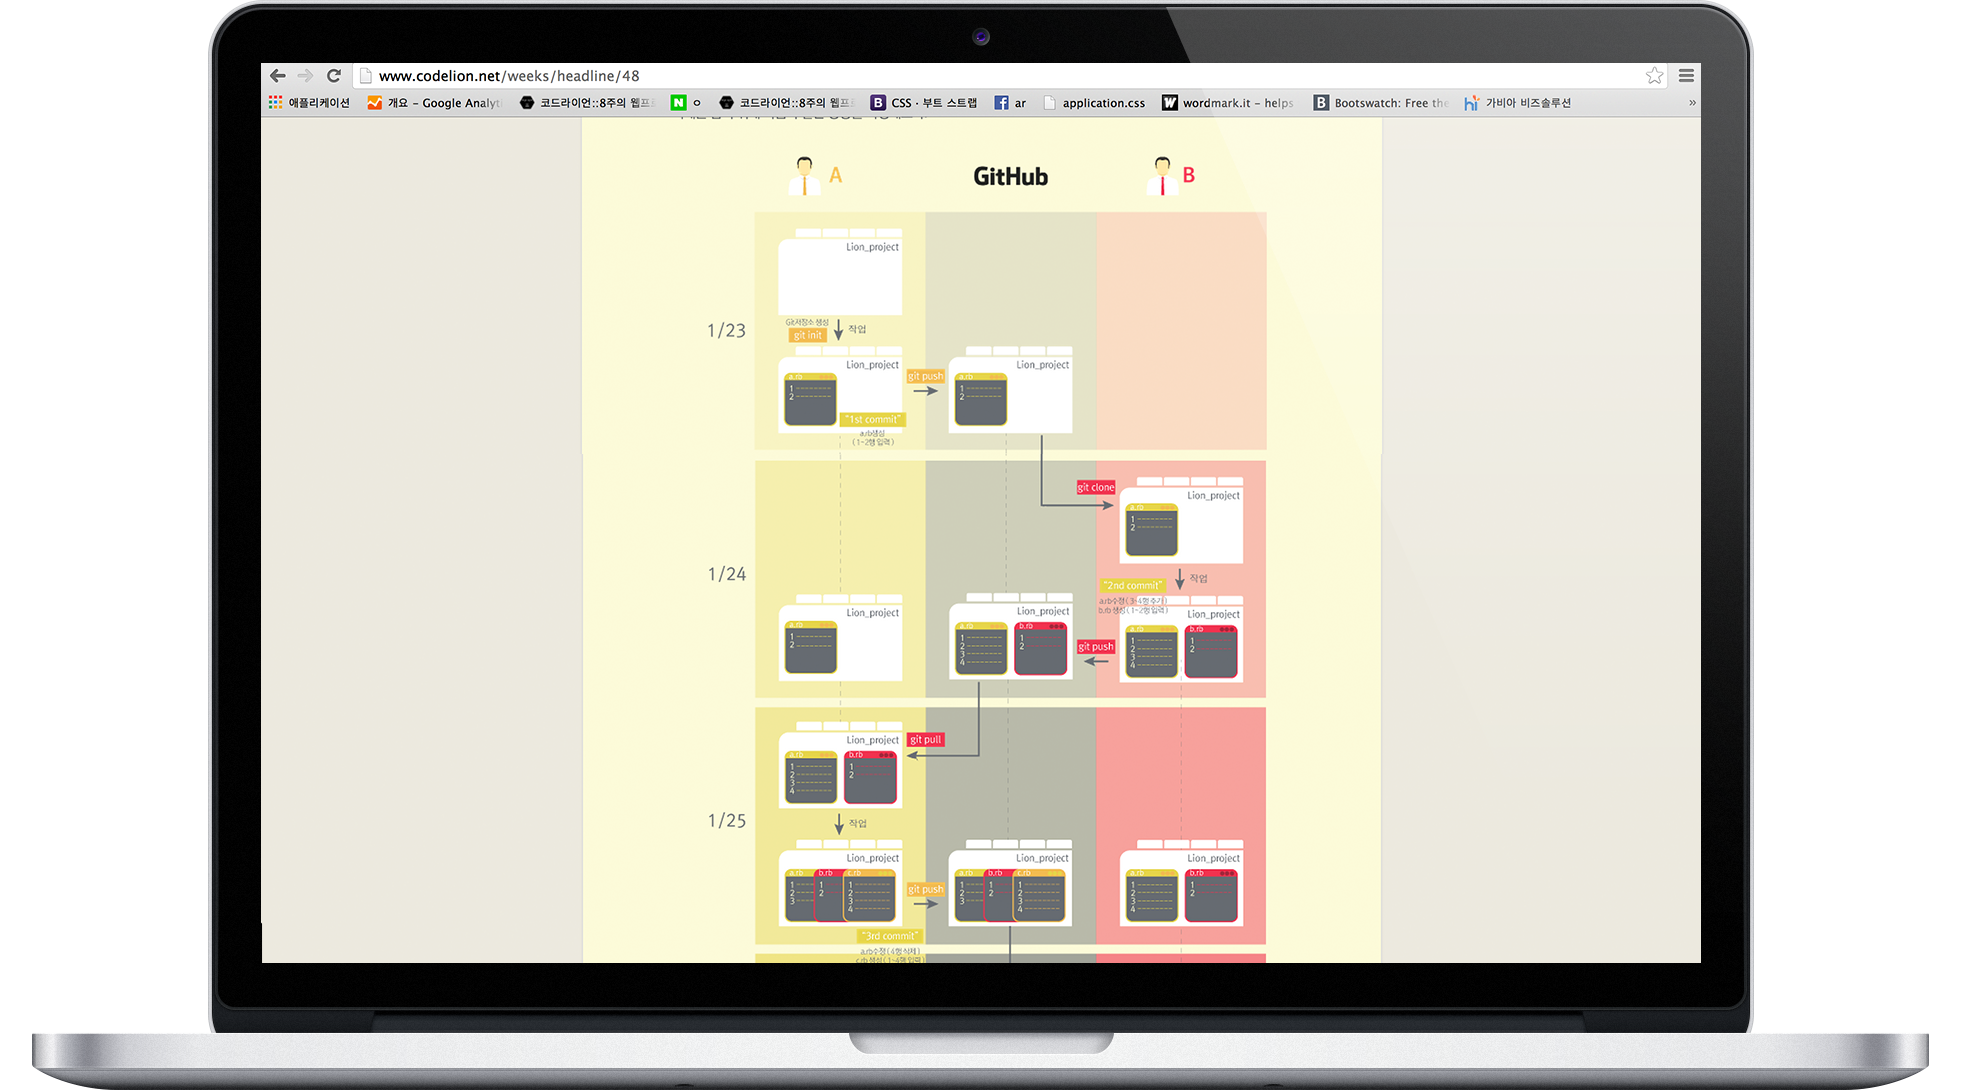 www.codelion.net/weeks/headline/48
애플리케이션 개요 – Google Analyt 코드라이언::8주의 웹프 ㅇ 코드라이언::8주의 웹프 CSS · 부트 스트랩 ar application.css wordmark.it – helps Bootswatch: Free the 가비아 비즈솔루션 »
A GitHub B
Lion_project
1/23
Git저장소 생성
git init
작업
Lion_project Lion_project
a.rb a.rb
1 1
2 2
git push
"1st commit"
a.rb생성
(1-2행 입력)
git clone
Lion_project
a.rb
1
2
1/24
"2nd commit"
작업
a.rb수정(3-4행 추가)
b.rb 생성(1-2행 입력)
Lion_project Lion_project Lion_project
a.rb a.rb b.rb a.rb b.rb
1 1 1 1 1
2 2 2 2 2
3 3
4 4
git push
git pull
Lion_project
a.rb b.rb
1 1
2 2
3
4
1/25
작업
Lion_project Lion_project Lion_project
a.rb b.rb c.rb a.rb b.rb c.rb a.rb b.rb
1 1 1 1 1 1 1 1
2 2 2 2 2 2 2 2
3 3 3 3 3
4 4 4
git push
"3rd commit"
a.rb수정(4행 삭제)
c.rb 생성(1-4행 입력)